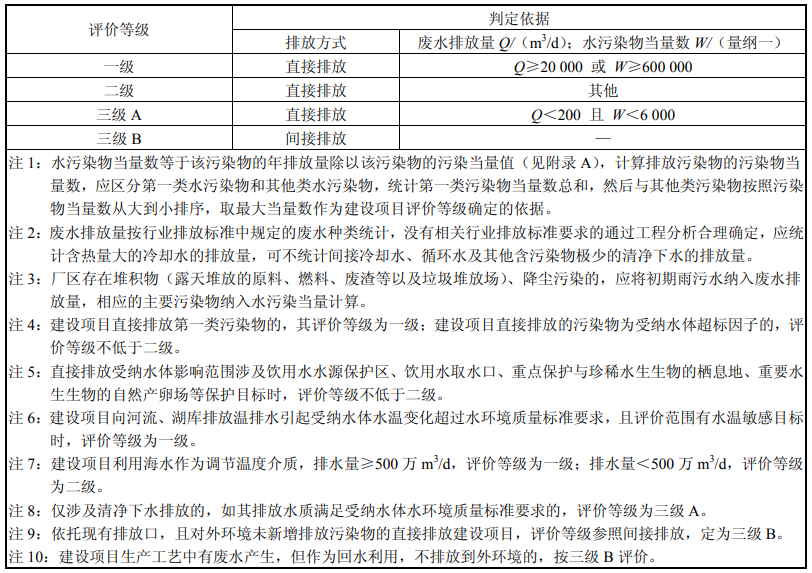 评价等级
判定依据
排放方式
废水排放量 Q/（m³/d）；水污染物当量数 W/（量纲一）
一级 直接排放 Q≥20 000 或 W≥600 000
二级 直接排放 其他
三级 A 直接排放 Q＜200 且 W＜6 000
三级 B 间接排放 —
注 1：水污染物当量数等于该污染物的年排放量除以该污染物的污染当量值（见附录 A），计算排放污染物的污染物当
量数，应区分第一类水污染物和其他类水污染物，统计第一类污染物当量数总和，然后与其他类污染物按照污染
物当量数从大到小排序，取最大当量数作为建设项目评价等级确定的依据。
注 2：废水排放量按行业排放标准中规定的废水种类统计，没有相关行业排放标准要求的通过工程分析合理确定，应统
计含热量大的冷却水的排放量，可不统计间接冷却水、循环水及其他含污染物极少的清净下水的排放量。
注 3：厂区存在堆积物（露天堆放的原料、燃料、废渣等以及垃圾堆放场）、降尘污染的，应将初期雨污水纳入废水排
放量，相应的主要污染物纳入水污染当量计算。
注 4：建设项目直接排放第一类污染物的，其评价等级为一级；建设项目直接排放的污染物为受纳水体超标因子的，评
价等级不低于二级。
注 5：直接排放受纳水体影响范围涉及饮用水水源保护区、饮用水取水口、重点保护与珍稀水生生物的栖息地、重要水
生生物的自然产卵场等保护目标时，评价等级不低于二级。
注 6：建设项目向河流、湖库排放温排水引起受纳水体水温变化超过水环境质量标准要求，且评价范围有水温敏感目标
时，评价等级为一级。
注 7：建设项目利用海水作为调节温度介质，排水量≥500 万 m³/d，评价等级为一级；排水量＜500 万 m³/d，评价等级
为二级。
注 8：仅涉及清净下水排放的，如其排放水质满足受纳水体水环境质量标准要求的，评价等级为三级 A。
注 9：依托现有排放口，且对外环境未新增排放污染物的直接排放建设项目，评价等级参照间接排放，定为三级 B。
注 10：建设项目生产工艺中有废水产生，但作为回水利用，不排放到外环境的，按三级 B 评价。